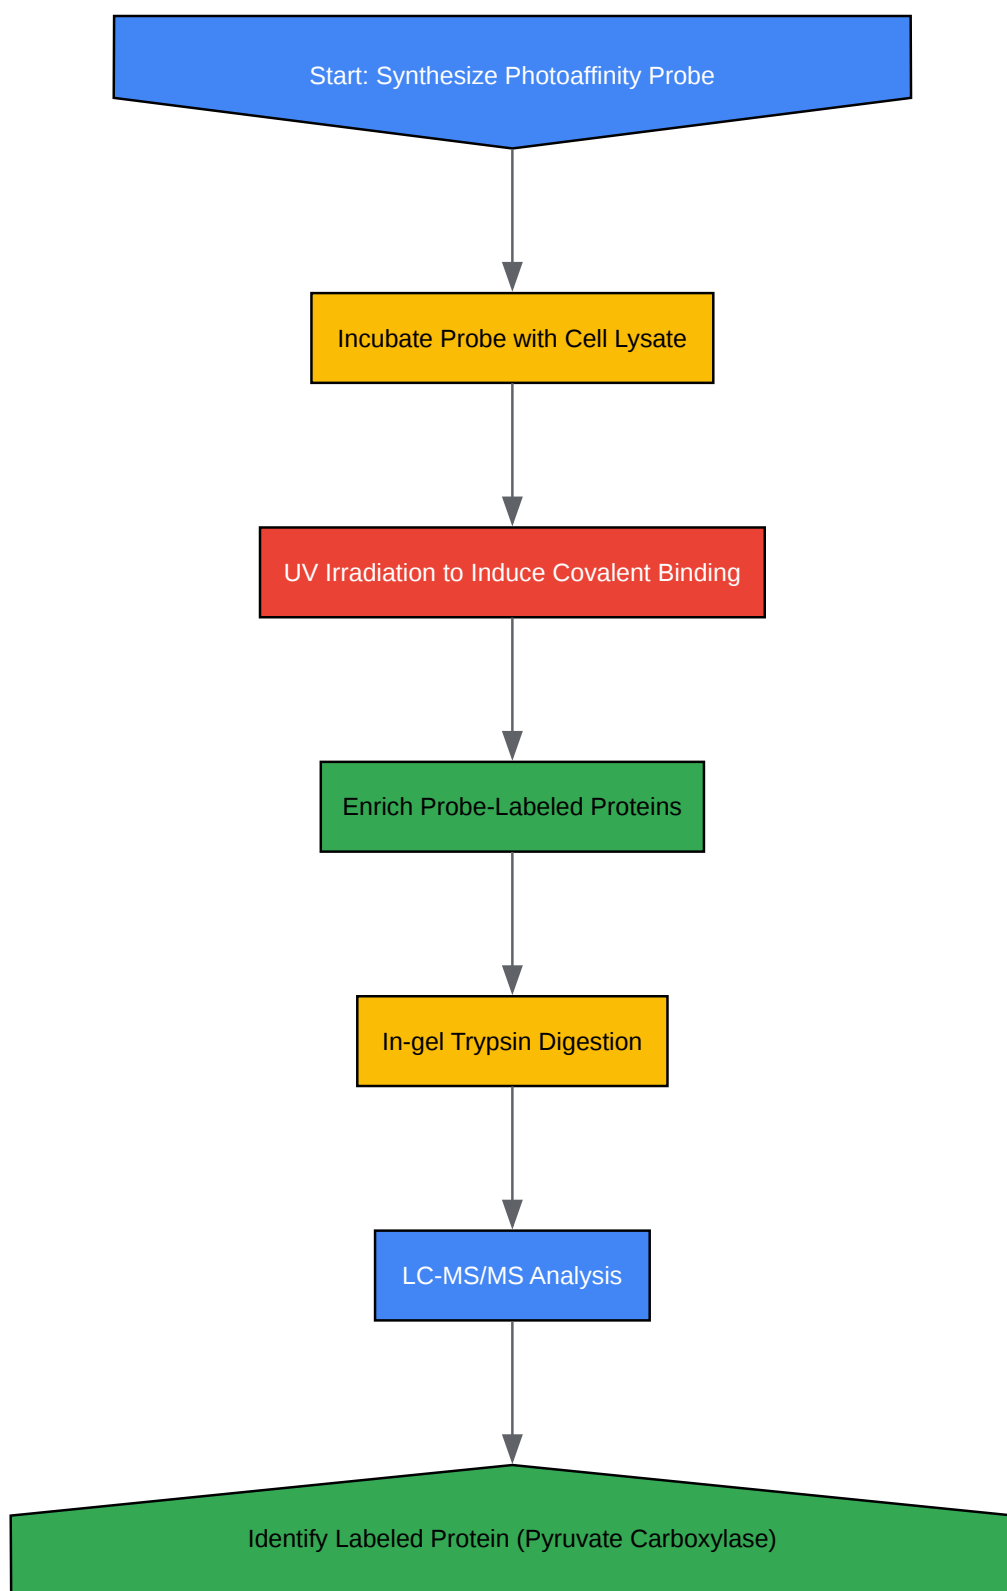 Start: Synthesize Photoaffinity Probe
Incubate Probe with Cell Lysate
UV Irradiation to Induce Covalent Binding
Enrich Probe-Labeled Proteins
In-gel Trypsin Digestion
LC-MS/MS Analysis
Identify Labeled Protein (Pyruvate Carboxylase)